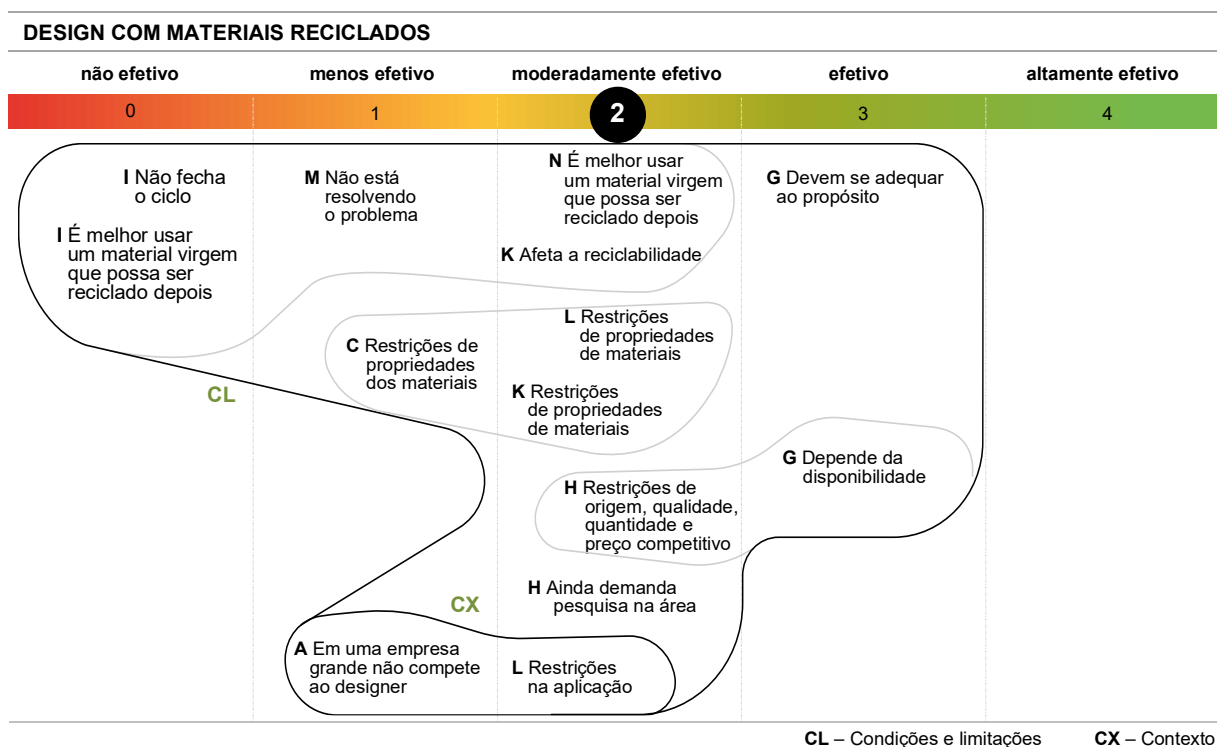 DESIGN COM MATERIAIS RECICLADOS
não efetivo
menos efetivo
moderadamente efetivo
efetivo
altamente efetivo
0
1
2
3
4
I Não fecha
o ciclo
I É melhor usar
um material virgem
que possa ser
reciclado depois
M Não está
resolvendo
o problema
N É melhor usar
um material virgem
que possa ser
reciclado depois
K Afeta a reciclabilidade
G Devem se adequar
ao propósito
C Restrições de
propriedades
dos materiais
L Restrições
de propriedades
de materiais
K Restrições
de propriedades
de materiais
CL
G Depende da
disponibilidade
H Restrições de
origem, qualidade,
quantidade e
preço competitivo
H Ainda demanda
pesquisa na área
CX
A Em uma empresa
grande não compete
ao designer
L Restrições
na aplicação
CL – Condições e limitações
CX – Contexto